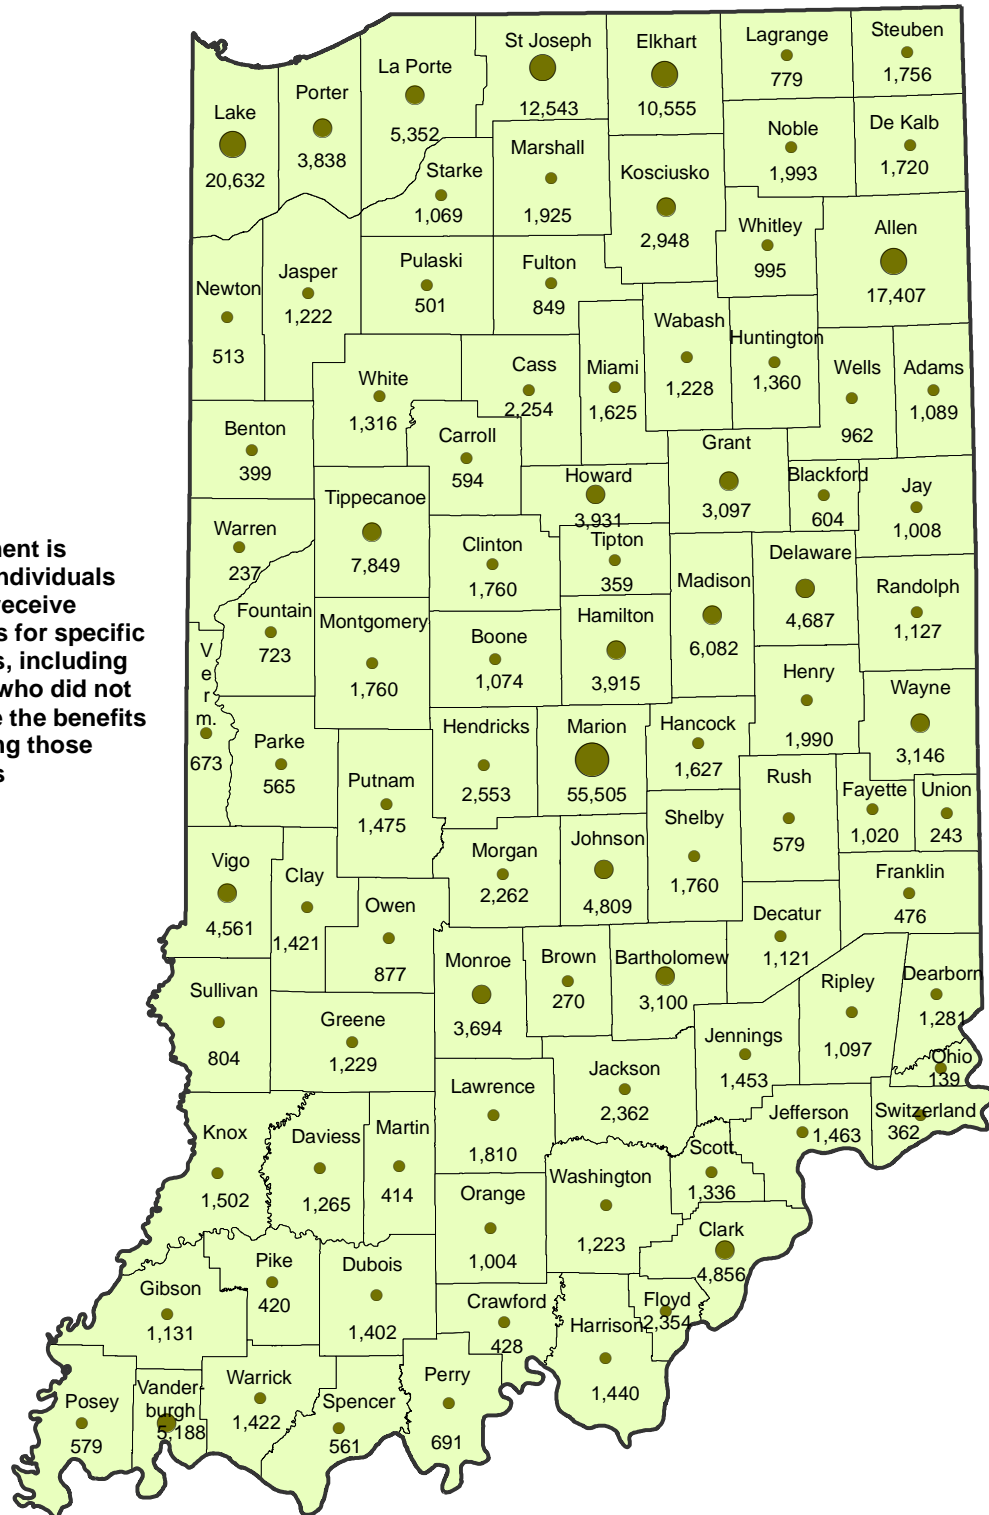 St Joseph
12,543
Elkhart
10,555
Lagrange
779
Steuben
1,756
La Porte
5,352
Porter
3,838
Lake
20,632
Noble
1,993
De Kalb
1,720
Marshall
1,925
Starke
1,069
Kosciusko
2,948
Whitley
995
Allen
17,407
Newton
513
Jasper
1,222
Pulaski
501
Fulton
849
Wabash
1,228
Huntington
1,360
Wells
962
Adams
1,089
White
1,316
Cass
2,254
Miami
1,625
Benton
399
Carroll
594
Grant
3,097
Blackford
604
Jay
1,008
Howard
3,931
Tippecanoe
7,849
Warren
237
Clinton
1,760
Tipton
359
Madison
6,082
Delaware
4,687
Randolph
1,127
ent is
ndividuals
eceive
s for specific
s, including
who did not
e the benefits
ng those
s
Fountain
723
Montgomery
1,760
Boone
1,074
Hamilton
3,915
Henry
1,990
Wayne
3,146
V
e
r
m.
673
Parke
565
Putnam
1,475
Hendricks
2,553
Marion
55,505
Hancock
1,627
Rush
579
Fayette
1,020
Union
243
Shelby
1,760
Vigo
4,561
Clay
1,421
Owen
877
Morgan
2,262
Johnson
4,809
Franklin
476
Decatur
1,121
Sullivan
804
Greene
1,229
Monroe
3,694
Brown
270
Bartholomew
3,100
Jennings
1,453
Ripley
1,097
Dearborn
1,281
Ohio
139
Jackson
2,362
Lawrence
1,810
Knox
1,502
Daviess
1,265
Martin
414
Jefferson
1,463
Switzerland
362
Scott
1,336
Washington
1,223
Orange
1,004
Clark
4,856
Pike
420
Dubois
1,402
Gibson
1,131
Crawford
428
Floyd
2,354
Harrison
1,440
Posey
579
Vander-
burgh
5,188
Warrick
1,422
Spencer
561
Perry
691